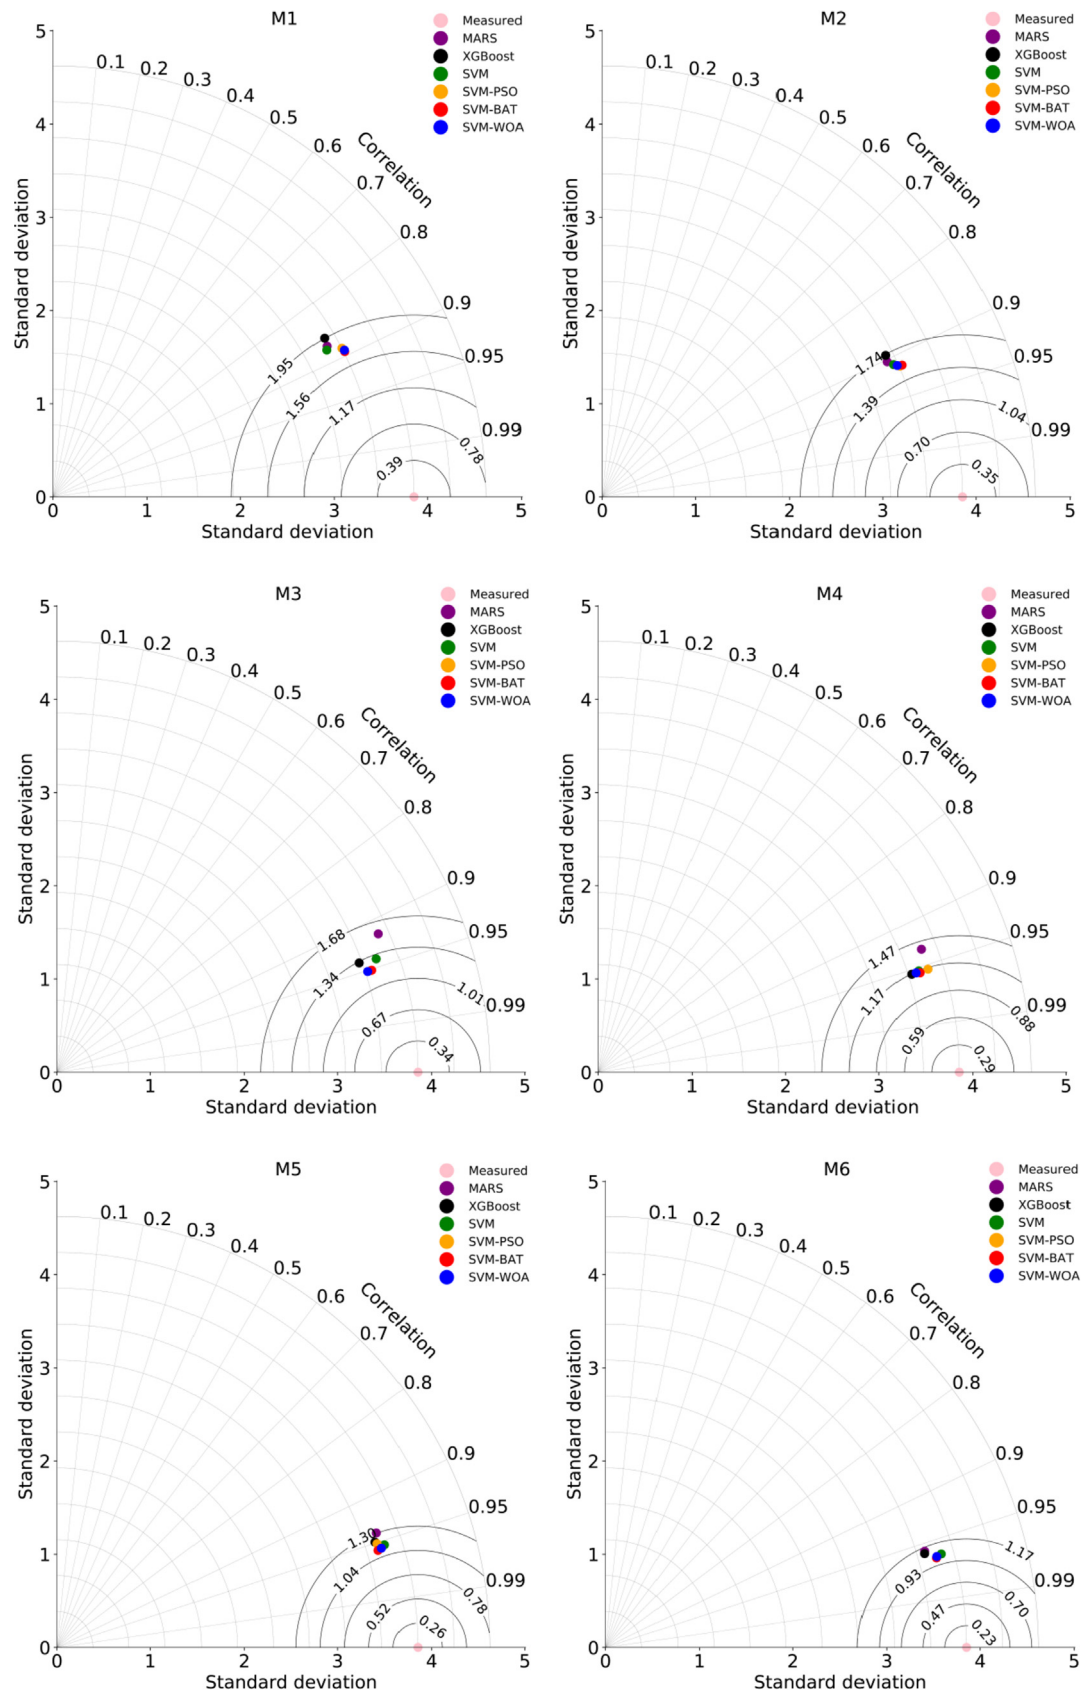 M1
Measured
MARS
XGBoost
SVM
SVM-PSO
SVM-BAT
SVM-WOA
Standard deviation
5
4
3
2
1
0
0.1
0.2
0.3
0.4
0.5
0.6
0.7
0.8
0.9
0.95
0.99
Correlation
1.95
1.56
1.17
0.78
0.39
0 1 2 3 4 5
Standard deviation
M2
Measured
MARS
XGBoost
SVM
SVM-PSO
SVM-BAT
SVM-WOA
Standard deviation
5
4
3
2
1
0
0.1
0.2
0.3
0.4
0.5
0.6
0.7
0.8
0.9
0.95
0.99
Correlation
1.74
1.39
1.04
0.70
0.35
0 1 2 3 4 5
Standard deviation
M3
Measured
MARS
XGBoost
SVM
SVM-PSO
SVM-BAT
SVM-WOA
Standard deviation
5
4
3
2
1
0
0.1
0.2
0.3
0.4
0.5
0.6
0.7
0.8
0.9
0.95
0.99
Correlation
1.68
1.34
1.01
0.67
0.34
0 1 2 3 4 5
Standard deviation
M4
Measured
MARS
XGBoost
SVM
SVM-PSO
SVM-BAT
SVM-WOA
Standard deviation
5
4
3
2
1
0
0.1
0.2
0.3
0.4
0.5
0.6
0.7
0.8
0.9
0.95
0.99
Correlation
1.47
1.17
0.88
0.59
0.29
0 1 2 3 4 5
Standard deviation
M5
Measured
MARS
XGBoost
SVM
SVM-PSO
SVM-BAT
SVM-WOA
Standard deviation
5
4
3
2
1
0
0.1
0.2
0.3
0.4
0.5
0.6
0.7
0.8
0.9
0.95
0.99
Correlation
1.30
1.04
0.78
0.52
0.26
0 1 2 3 4 5
Standard deviation
M6
Measured
MARS
XGBoost
SVM
SVM-PSO
SVM-BAT
SVM-WOA
Standard deviation
5
4
3
2
1
0
0.1
0.2
0.3
0.4
0.5
0.6
0.7
0.8
0.9
0.95
0.99
Correlation
1.17
0.93
0.70
0.47
0.23
0 1 2 3 4 5
Standard deviation